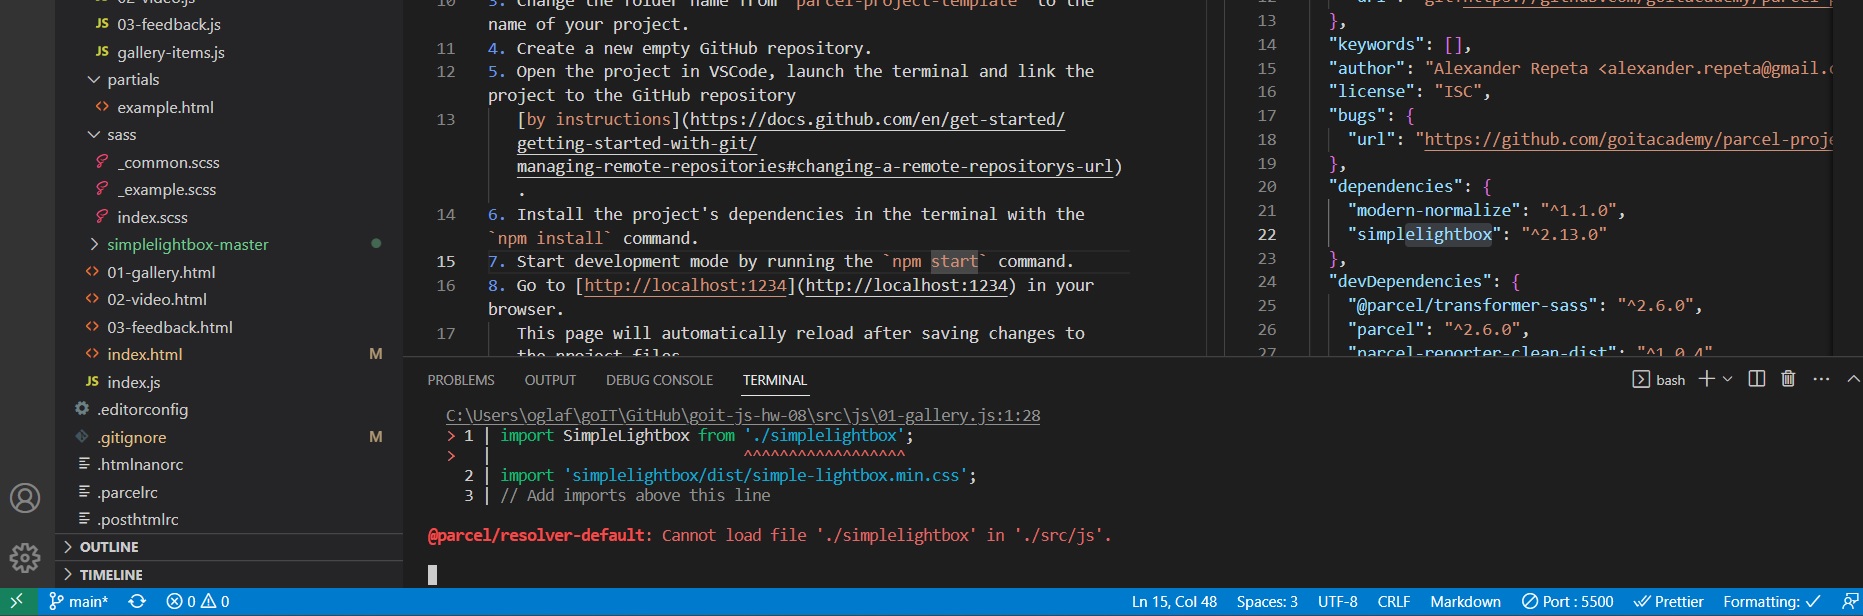 02-video.js
JS 03-feedback.js
JS gallery-items.js
partials
<> example.html
sass
_common.scss
_example.scss
index.scss
simplelightbox-master
<> 01-gallery.html
<> 02-video.html
<> 03-feedback.html
<> index.html M
JS index.js
.editorconfig
.gitignore M
.htmlnanorc
.parcelrc
.posthtmlrc
OUTLINE
TIMELINE
10 3. Change the folder name from `parcel-project-template` to the
name of your project.
11 4. Create a new empty GitHub repository.
12 5. Open the project in VSCode, launch the terminal and link the
project to the GitHub repository
13 [by instructions](https://docs.github.com/en/get-started/
getting-started-with-git/
managing-remote-repositories#changing-a-remote-repositorys-url)
.
14 6. Install the project's dependencies in the terminal with the
`npm install` command.
15 7. Start development mode by running the `npm start` command.
16 8. Go to [http://localhost:1234](http://localhost:1234) in your
browser.
17 This page will automatically reload after saving changes to
the project files.
12 "url": "git+https://github.com/goitacademy/parcel-p
13 },
14 "keywords": [],
15 "author": "Alexander Repeta <alexander.repeta@gmail.c
16 "license": "ISC",
17 "bugs": {
18 "url": "https://github.com/goitacademy/parcel-proje
19 },
20 "dependencies": {
21 "modern-normalize": "^1.1.0",
22 "simplelightbox": "^2.13.0"
23 },
24 "devDependencies": {
25 "@parcel/transformer-sass": "^2.6.0",
26 "parcel": "^2.6.0",
27 "parcel-reporter-clean-dist": "^1.0.4"
PROBLEMS OUTPUT DEBUG CONSOLE TERMINAL
bash
C:\Users\oglaf\goIT\GitHub\goit-js-hw-08\src\js\01-gallery.js:1:28
> 1 | import SimpleLightbox from './simplelightbox';
> | ^^^^^^^^^^^^^^^^^^
2 | import 'simplelightbox/dist/simple-lightbox.min.css';
3 | // Add imports above this line
@parcel/resolver-default: Cannot load file './simplelightbox' in './src/js'.
main* 0 0 Ln 15, Col 48 Spaces: 3 UTF-8 CRLF Markdown Port : 5500 Prettier Formatting: ✓